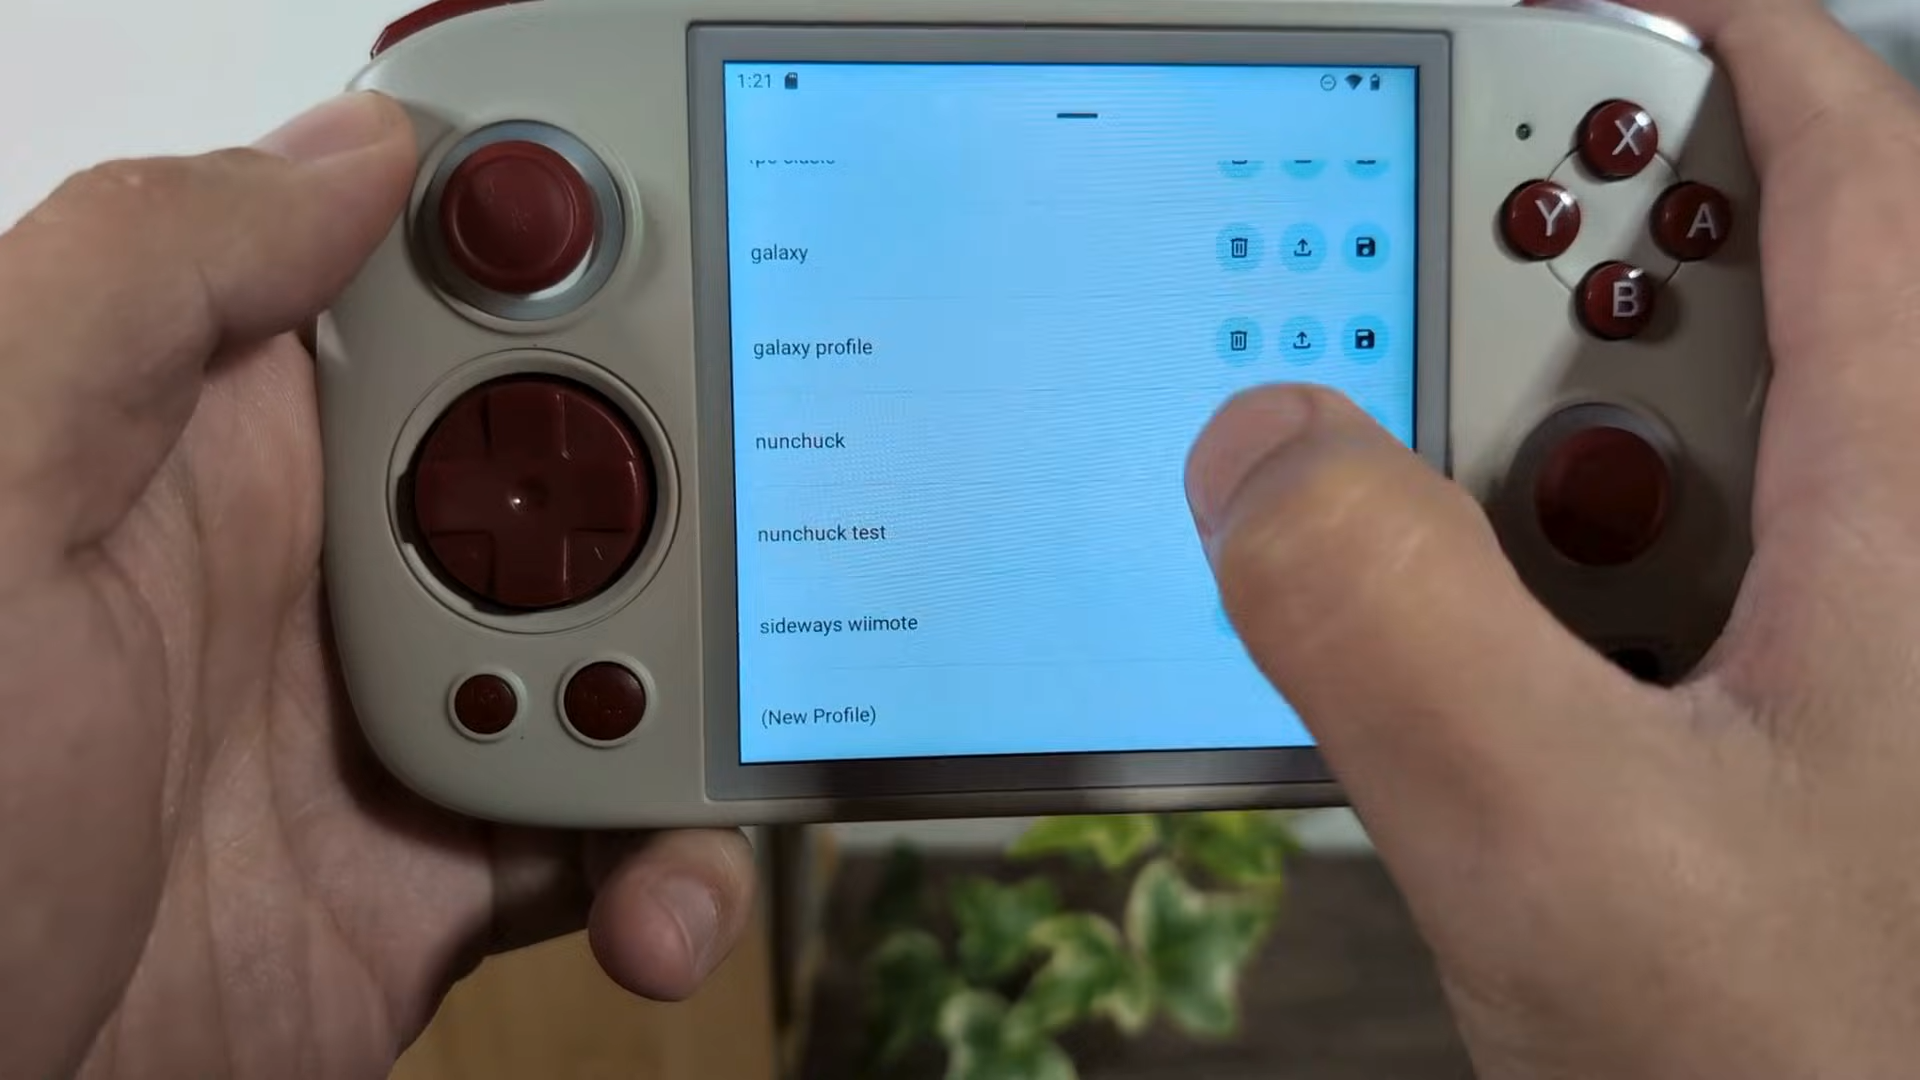 1:21
galaxy
galaxy profile
nunchuck
nunchuck test
sideways wiimote
(New Profile)
X
Y
A
B